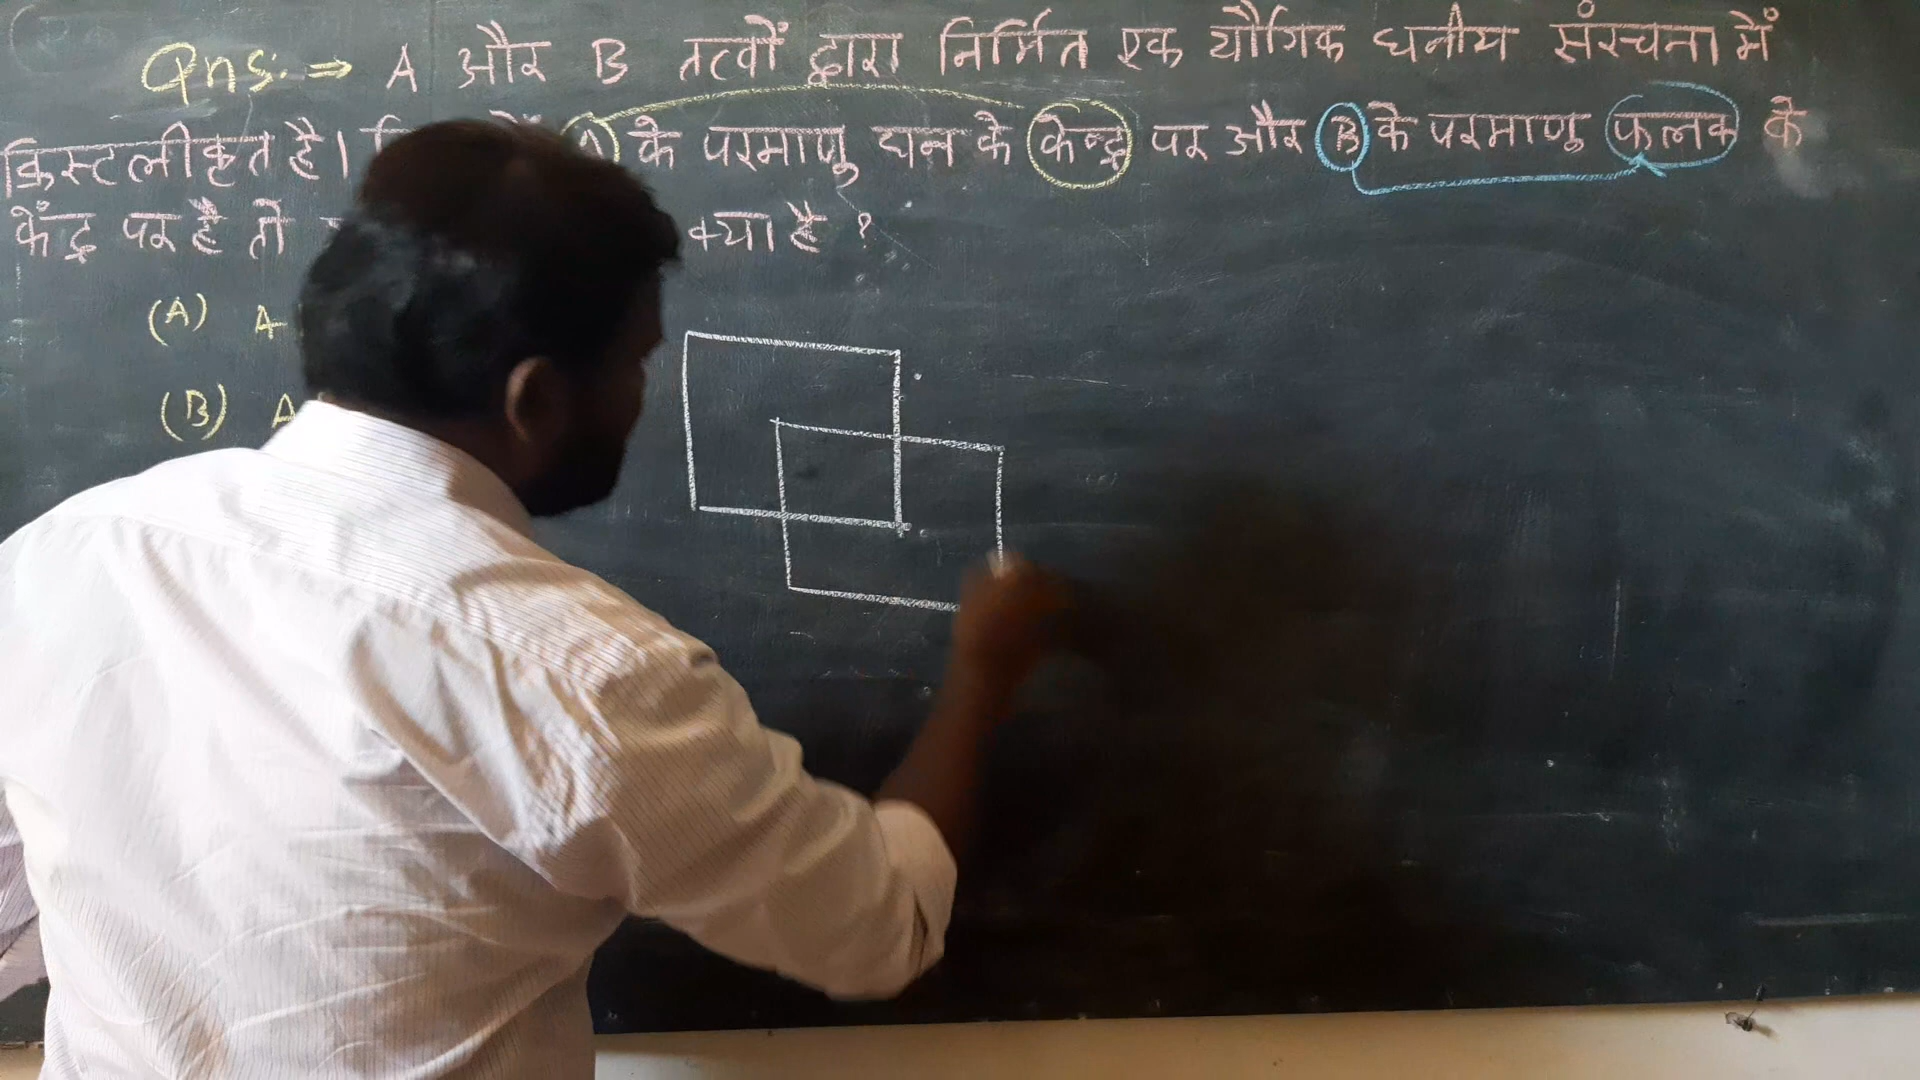 Qns:⇒ A और B तत्वों द्वारा निर्मित एक यौगिक घनीय संरचना में
क्रिस्टलीकृत है। के परमाणु घन के केन्द्र पर और B के परमाणु फलक के
केंद्र पर है तो क्या है ?
(A) A
(B) A